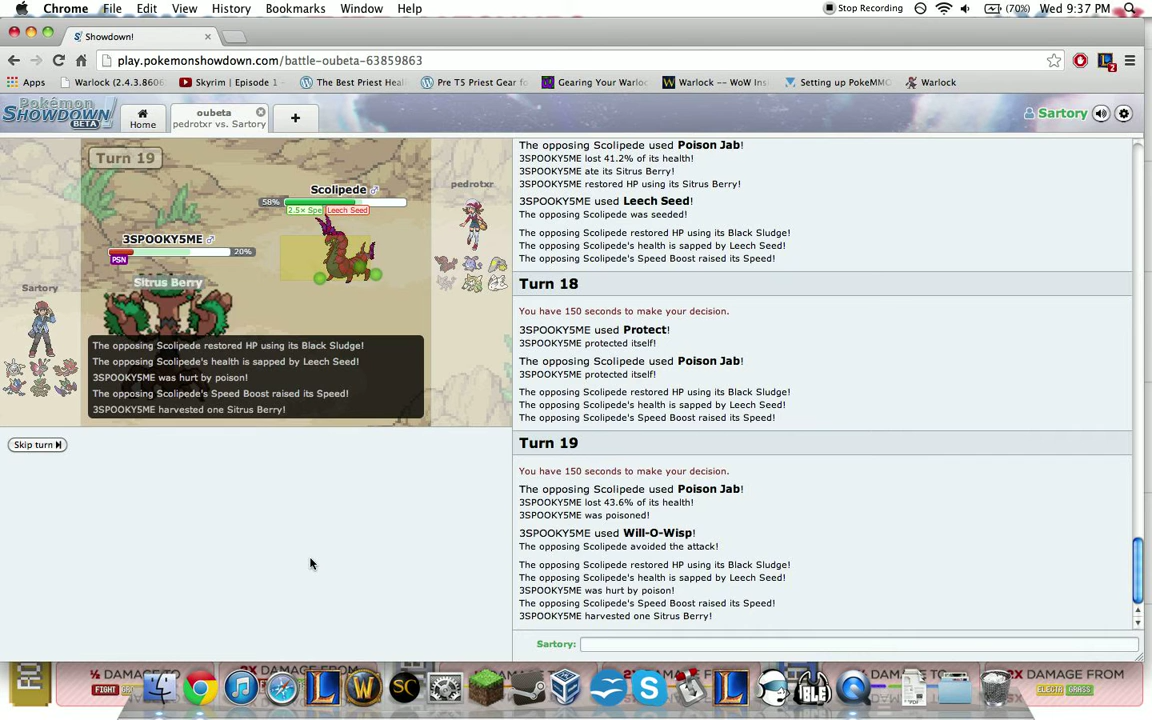 Chrome File Edit View History Bookmarks Window Help Stop Recording (70%) Wed 9:37 PM
Showdown!
play.pokemonshowdown.com/battle-oubeta-63859863
Apps Warlock (2.4.3.8606 Skyrim | Episode 1 - The Best Priest Heal Pre T5 Priest Gear fo Gearing Your Warloc Warlock — WoW Ins Setting up PokeMMO Warlock
Pokémon
SHOWDOWN
BETA
Home
oubeta
pedrotxr vs. Sartory
+
Sartory
Turn 19
Scolipede ♂
58%
2.5× Spe Leech Seed
pedrotxr
3SPOOKY5ME ♂
20%
PSN
Sitrus Berry
Sartory
The opposing Scolipede restored HP using its Black Sludge!
The opposing Scolipede's health is sapped by Leech Seed!
3SPOOKY5ME was hurt by poison!
The opposing Scolipede's Speed Boost raised its Speed!
3SPOOKY5ME harvested one Sitrus Berry!
Skip turn
The opposing Scolipede used Poison Jab!
3SPOOKY5ME lost 41.2% of its health!
3SPOOKY5ME ate its Sitrus Berry!
3SPOOKY5ME restored HP using its Sitrus Berry!
3SPOOKY5ME used Leech Seed!
The opposing Scolipede was seeded!
The opposing Scolipede restored HP using its Black Sludge!
The opposing Scolipede's health is sapped by Leech Seed!
The opposing Scolipede's Speed Boost raised its Speed!
Turn 18
You have 150 seconds to make your decision.
3SPOOKY5ME used Protect!
3SPOOKY5ME protected itself!
The opposing Scolipede used Poison Jab!
3SPOOKY5ME protected itself!
The opposing Scolipede restored HP using its Black Sludge!
The opposing Scolipede's health is sapped by Leech Seed!
The opposing Scolipede's Speed Boost raised its Speed!
Turn 19
You have 150 seconds to make your decision.
The opposing Scolipede used Poison Jab!
3SPOOKY5ME lost 43.6% of its health!
3SPOOKY5ME was poisoned!
3SPOOKY5ME used Will-O-Wisp!
The opposing Scolipede avoided the attack!
The opposing Scolipede restored HP using its Black Sludge!
The opposing Scolipede's health is sapped by Leech Seed!
3SPOOKY5ME was hurt by poison!
The opposing Scolipede's Speed Boost raised its Speed!
3SPOOKY5ME harvested one Sitrus Berry!
Sartory: